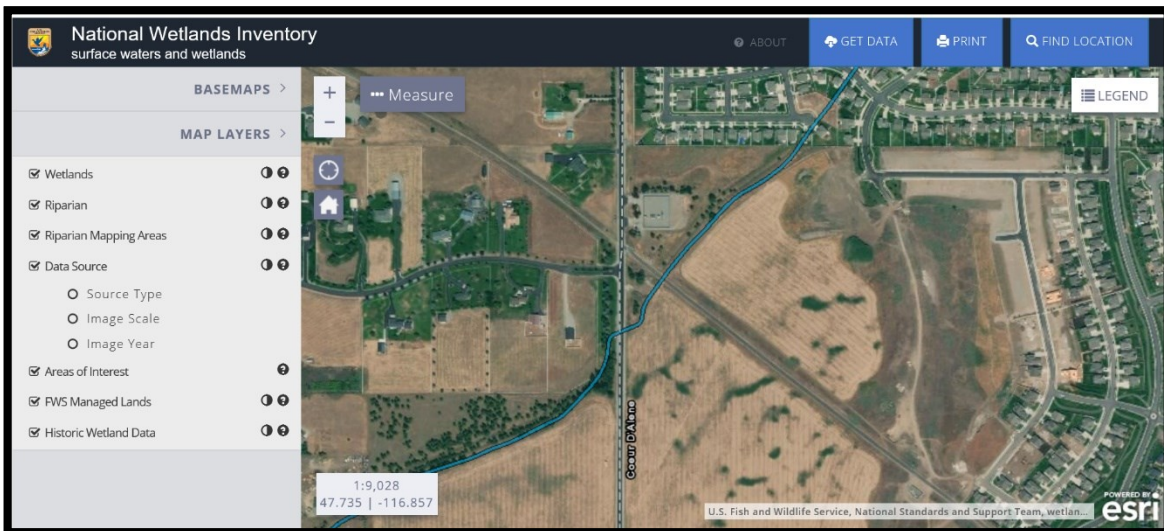 National Wetlands Inventory
surface waters and wetlands
ABOUT
GET DATA
PRINT
FIND LOCATION
BASEMAPS >
MAP LAYERS >
Wetlands
Riparian
Riparian Mapping Areas
Data Source
Source Type
Image Scale
Image Year
Areas of Interest
FWS Managed Lands
Historic Wetland Data
+
−
••• Measure
LEGEND
Coeur D'Alene
1:9,028
47.735 | -116.857
U.S. Fish and Wildlife Service, National Standards and Support Team, wetlan...
POWERED BY
esri